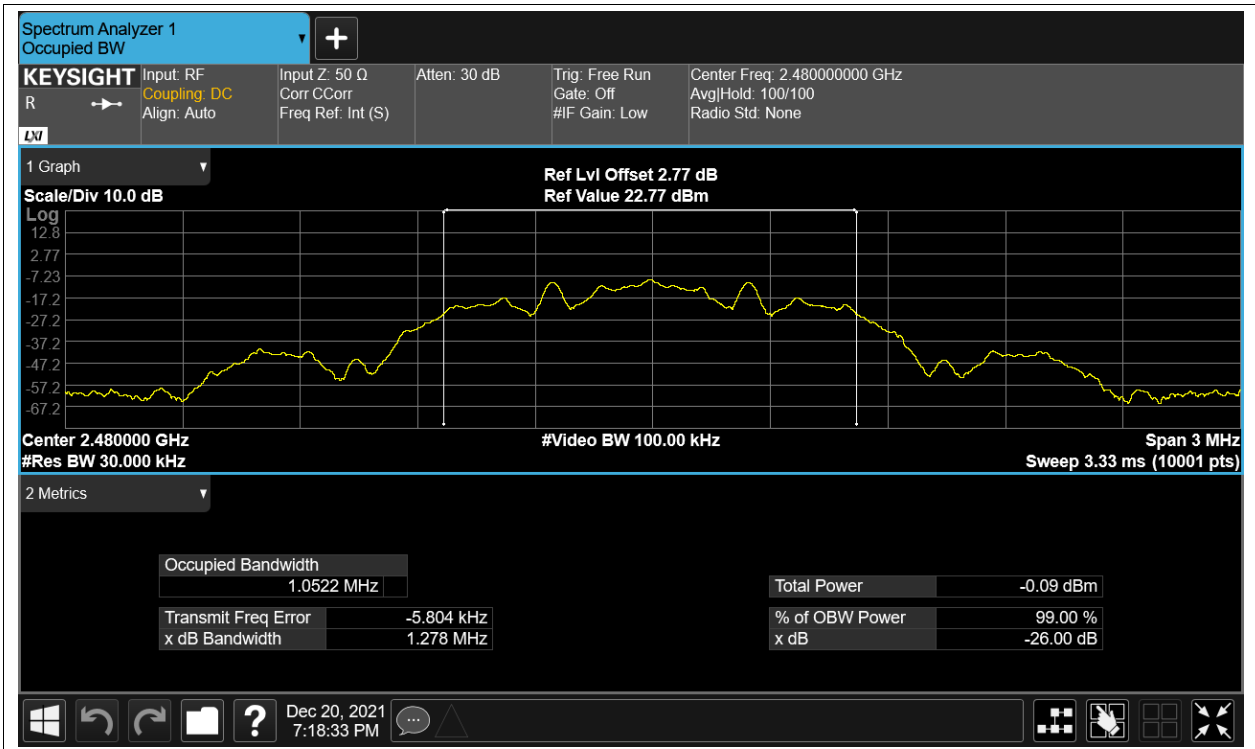 Spectrum Analyzer 1
Occupied BW
KEYSIGHT
R
LXI
Input: RF
Coupling: DC
Align: Auto
Input Z: 50 Ω
Corr CCorr
Freq Ref: Int (S)
Atten: 30 dB
Trig: Free Run
Gate: Off
#IF Gain: Low
Center Freq: 2.480000000 GHz
Avg|Hold: 100/100
Radio Std: None
1 Graph
Scale/Div 10.0 dB
Ref Lvl Offset 2.77 dB
Ref Value 22.77 dBm
Log
12.8
2.77
-7.23
-17.2
-27.2
-37.2
-47.2
-57.2
-67.2
Center 2.480000 GHz
#Res BW 30.000 kHz
#Video BW 100.00 kHz
Span 3 MHz
Sweep 3.33 ms (10001 pts)
2 Metrics
Occupied Bandwidth
1.0522 MHz
Transmit Freq Error -5.804 kHz
x dB Bandwidth 1.278 MHz
Total Power -0.09 dBm
% of OBW Power 99.00 %
x dB -26.00 dB
Dec 20, 2021
7:18:33 PM